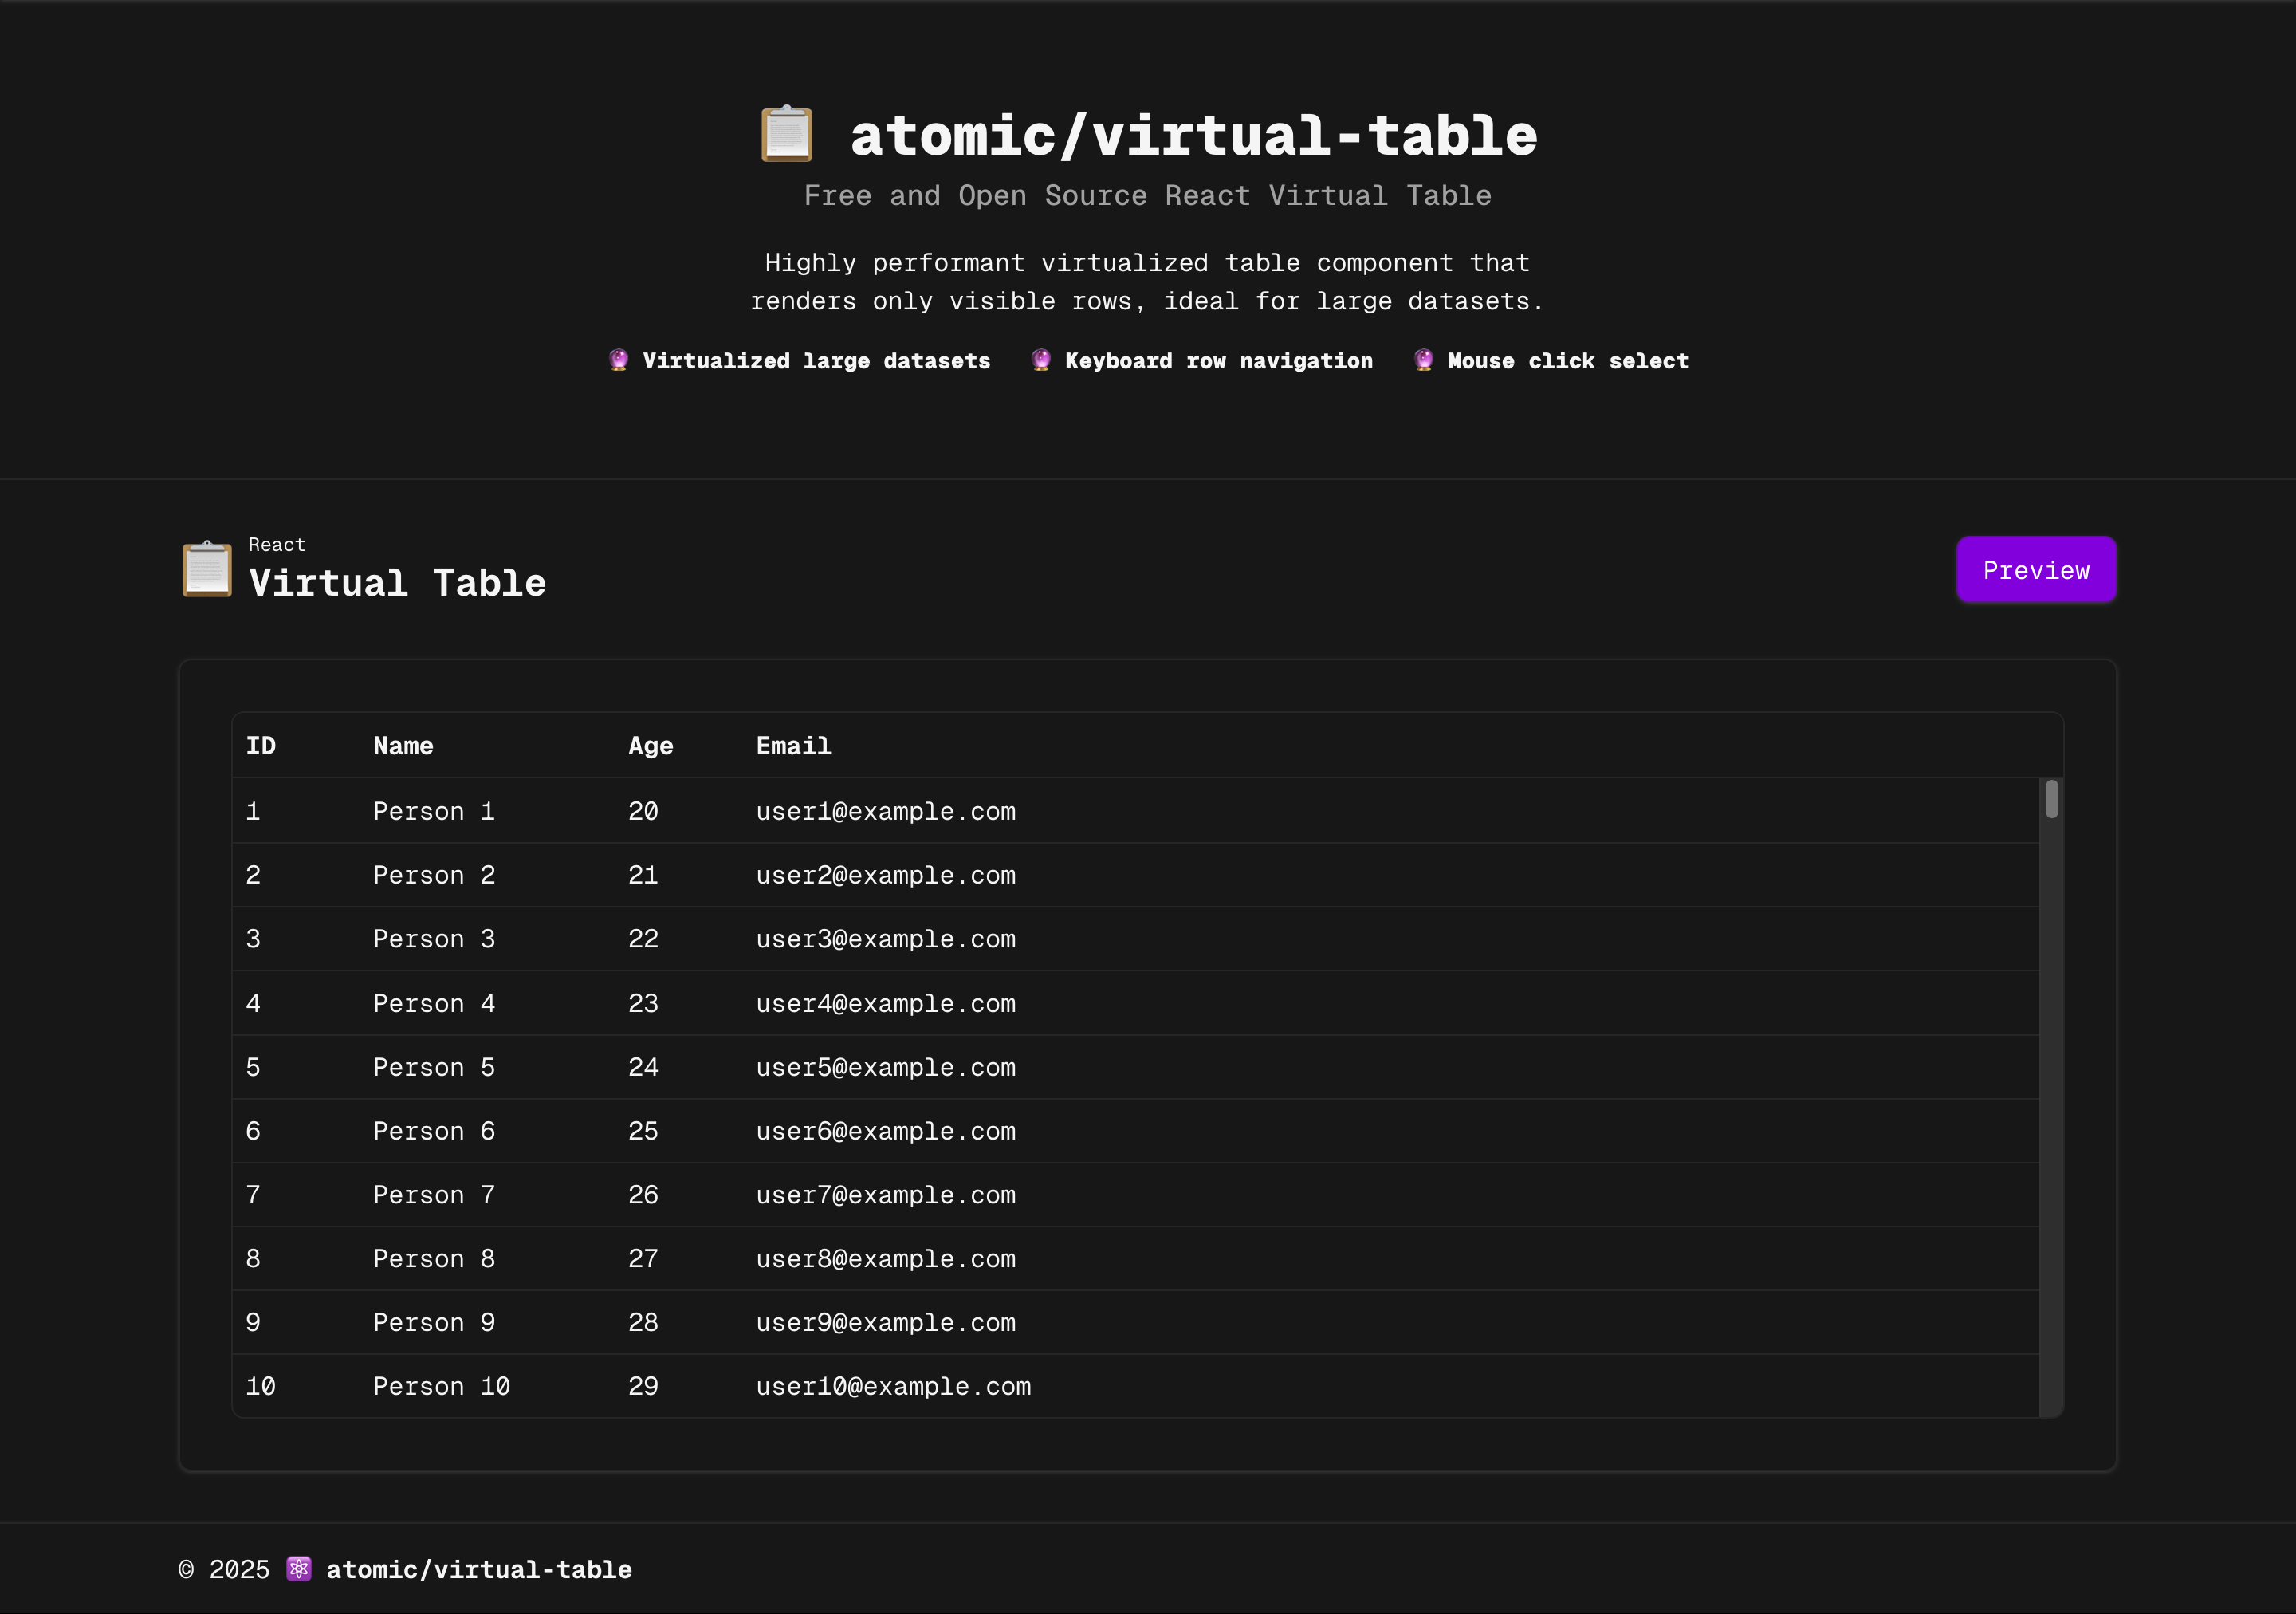 atomic/virtual-table
Free and Open Source React Virtual Table
Highly performant virtualized table component that
renders only visible rows, ideal for large datasets.
Virtualized large datasets Keyboard row navigation Mouse click select
React
Virtual Table
Preview
ID Name Age Email
1 Person 1 20 user1@example.com
2 Person 2 21 user2@example.com
3 Person 3 22 user3@example.com
4 Person 4 23 user4@example.com
5 Person 5 24 user5@example.com
6 Person 6 25 user6@example.com
7 Person 7 26 user7@example.com
8 Person 8 27 user8@example.com
9 Person 9 28 user9@example.com
10 Person 10 29 user10@example.com
© 2025 atomic/virtual-table